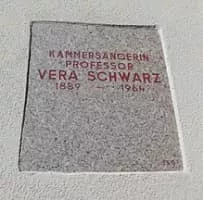 KAMMERSÄNGERIN
PROFESSOR
VERA SCHWARZ
1889 – 1964